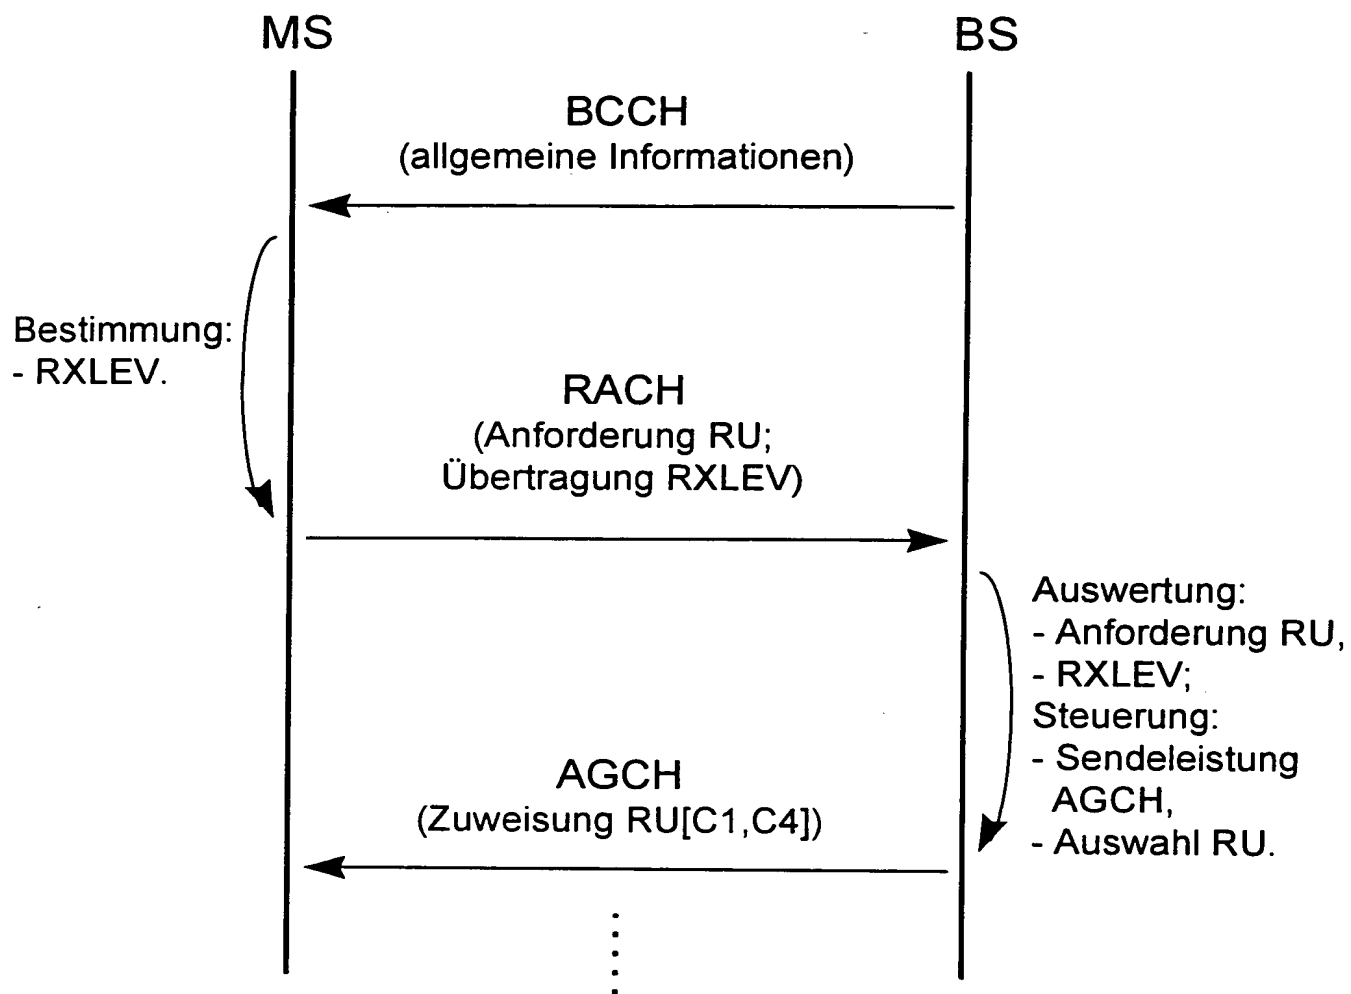 MS
BS
BCCH
(allgemeine Informationen)
Bestimmung:
- RXLEV.
RACH
(Anforderung RU;
Übertragung RXLEV)
Auswertung:
- Anforderung RU,
- RXLEV;
Steuerung:
- Sendeleistung
AGCH,
- Auswahl RU.
AGCH
(Zuweisung RU[C1,C4])